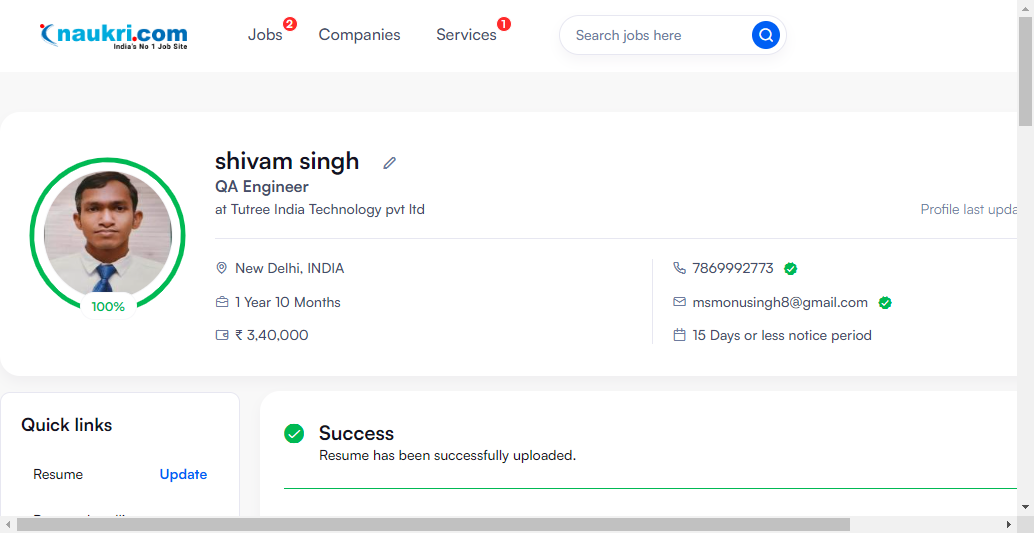 naukri.com
India's No 1 Job Site
Jobs 2
Companies
Services 1
Search jobs here
shivam singh
QA Engineer
at Tutree India Technology pvt ltd
Profile last upda
New Delhi, INDIA
7869992773
1 Year 10 Months
msmonusingh8@gmail.com
₹ 3,40,000
15 Days or less notice period
100%
Quick links
Resume
Update
Success
Resume has been successfully uploaded.